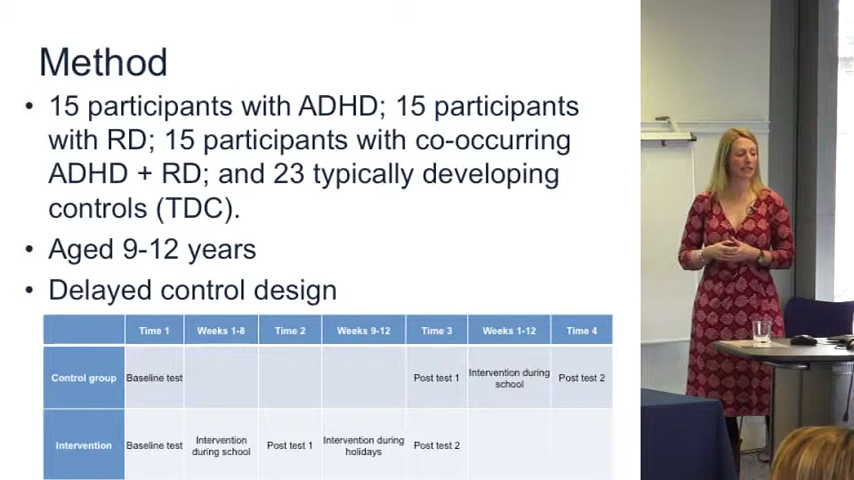 Method
• 15 participants with ADHD; 15 participants
with RD; 15 participants with co-occurring
ADHD + RD; and 23 typically developing
controls (TDC).
• Aged 9-12 years
• Delayed control design
Time 1 Weeks 1-8 Time 2 Weeks 9-12 Time 3 Weeks 1-12 Time 4
Control group Baseline test Post test 1 Intervention during school Post test 2
Intervention Baseline test Intervention during school Post test 1 Intervention during holidays Post test 2